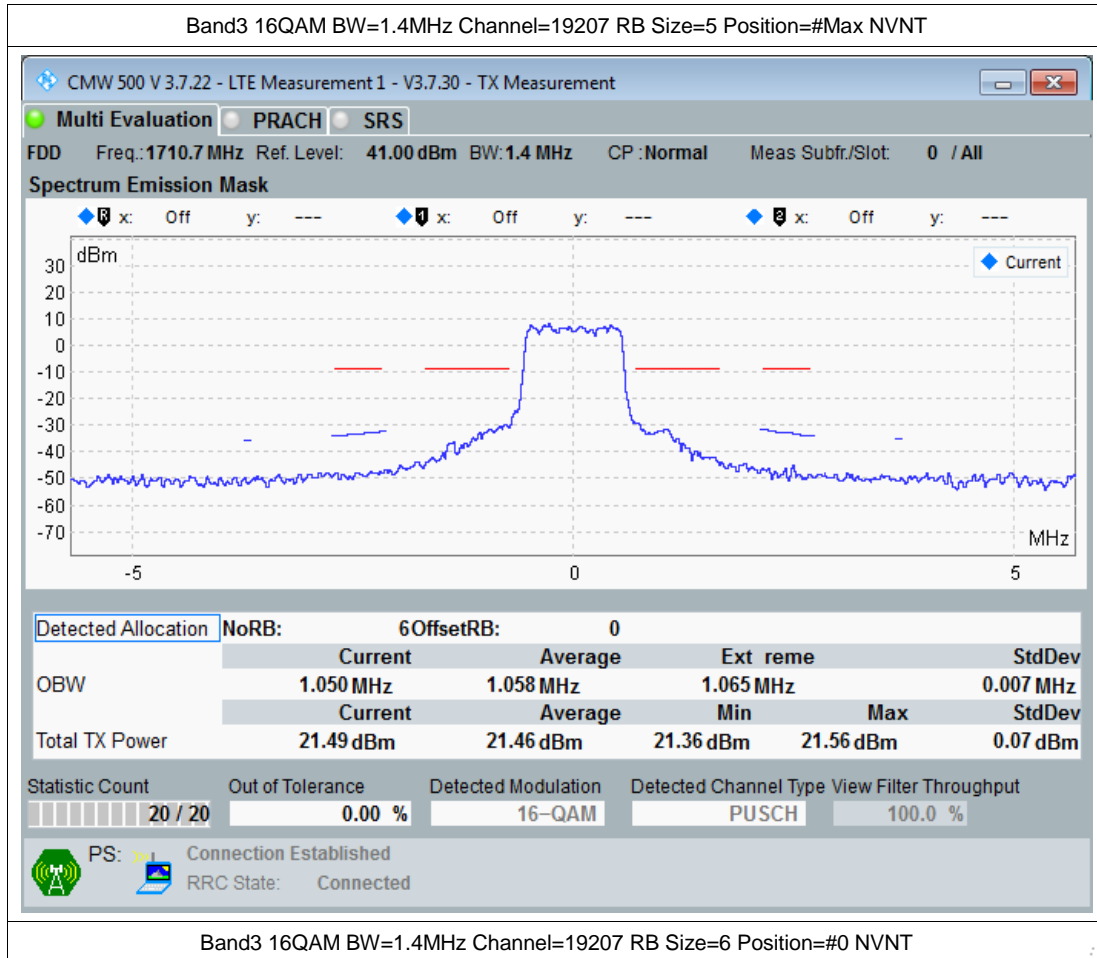 Band3 16QAM BW=1.4MHz Channel=19207 RB Size=5 Position=#Max NVNT
CMW 500 V 3.7.22 - LTE Measurement 1 - V3.7.30 - TX Measurement
Multi Evaluation PRACH SRS
FDD Freq.:1710.7 MHz Ref. Level: 41.00 dBm BW:1.4 MHz CP :Normal Meas Subfr./Slot: 0 / All
Spectrum Emission Mask
R x: Off y: --- 1 x: Off y: --- 2 x: Off y: ---
dBm
Current
30
20
10
0
-10
-20
-30
-40
-50
-60
-70
MHz
-5 0 5
Detected Allocation NoRB: 6 OffsetRB: 0
Current Average Ext reme StdDev
OBW 1.050 MHz 1.058 MHz 1.065 MHz 0.007 MHz
Current Average Min Max StdDev
Total TX Power 21.49 dBm 21.46 dBm 21.36 dBm 21.56 dBm 0.07 dBm
Statistic Count Out of Tolerance Detected Modulation Detected Channel Type View Filter Throughput
20 / 20 0.00 % 16-QAM PUSCH 100.0 %
PS: Connection Established
RRC State: Connected
Band3 16QAM BW=1.4MHz Channel=19207 RB Size=6 Position=#0 NVNT